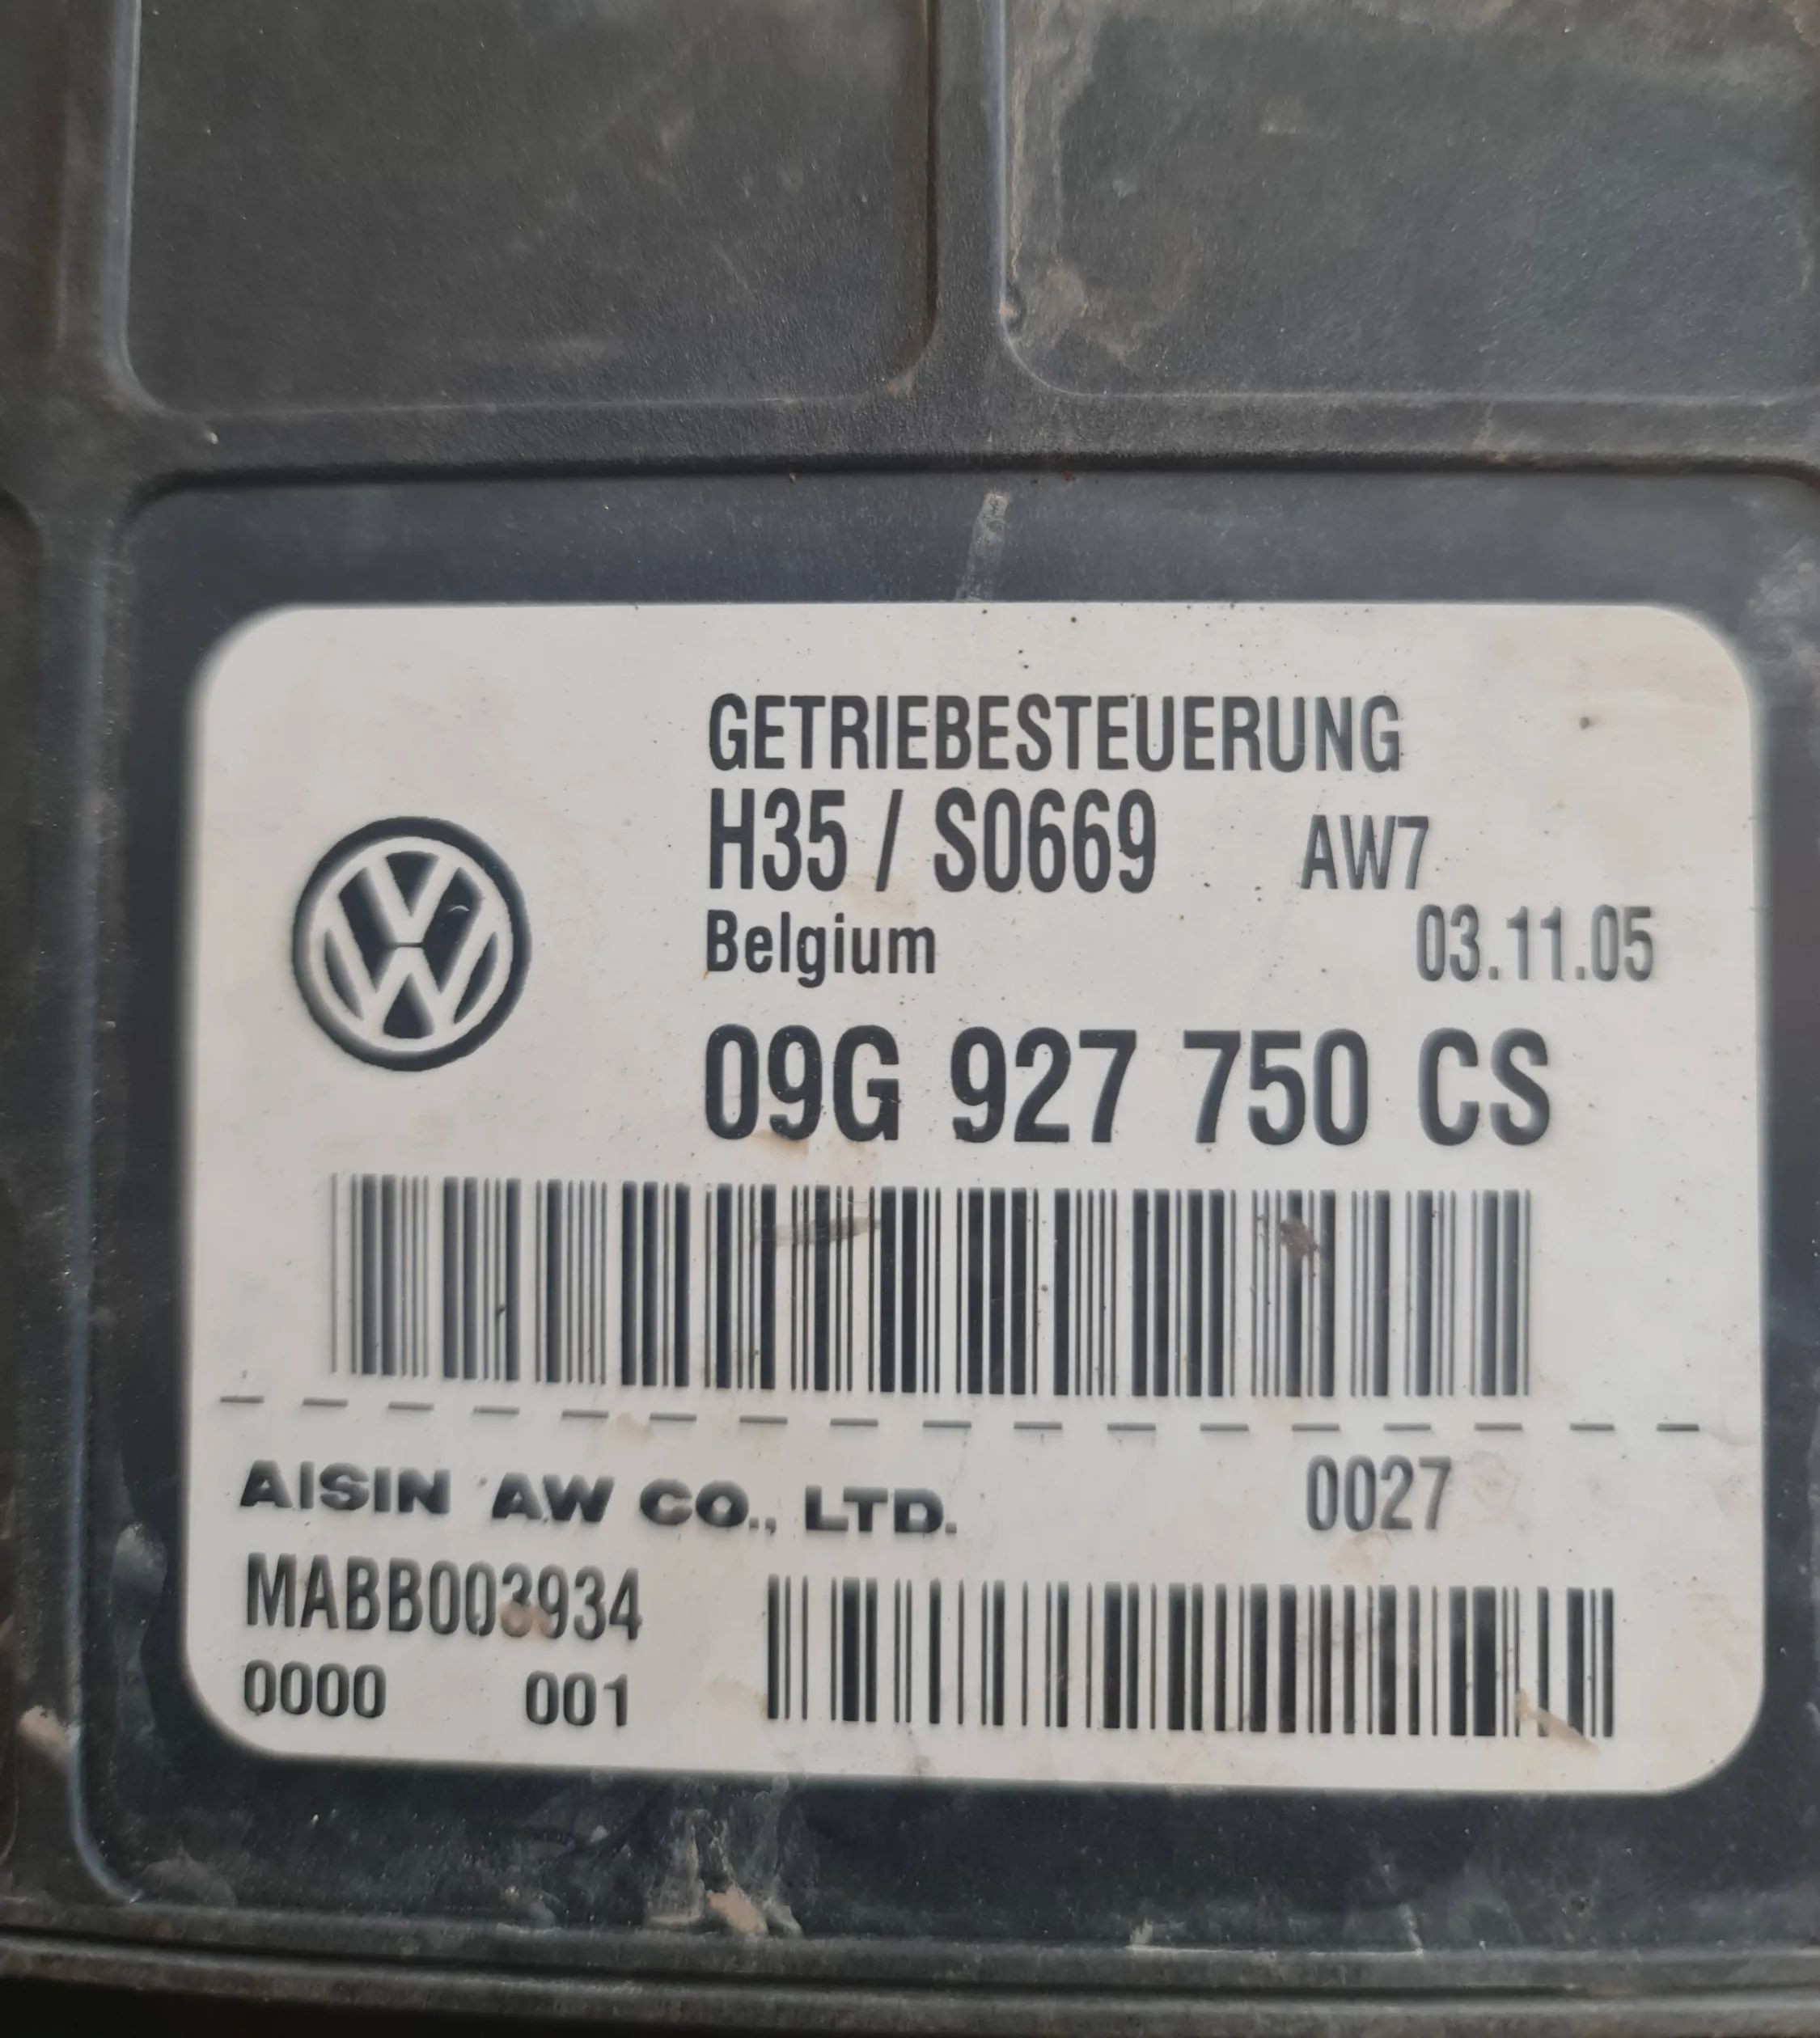 GETRIEBESTEUERUNG
H35 / S0669 AW7
Belgium 03.11.05
09G 927 750 CS
AISIN AW CO., LTD. 0027
MABB003934
0000 001